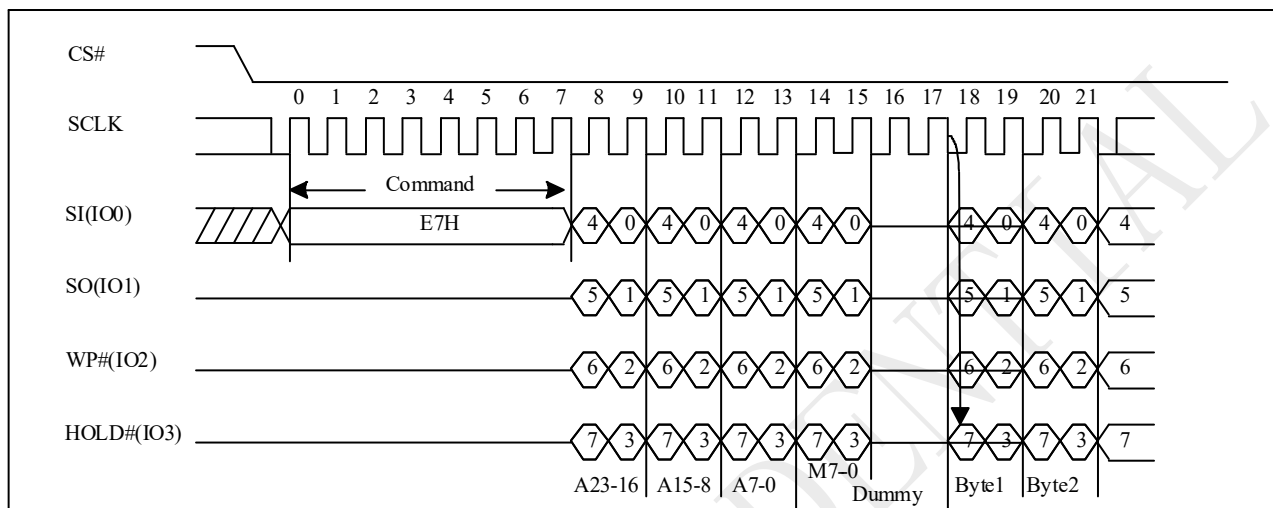 CS#
0 1 2 3 4 5 6 7 8 9 10 11 12 13 14 15 16 17 18 19 20 21
SCLK
Command
SI(IO0)
E7H
4 0 4 0 4 0 4 0 4 0 4 0 4
SO(IO1)
5 1 5 1 5 1 5 1 5 1 5 1 5
WP#(IO2)
6 2 6 2 6 2 6 2 6 2 6 2 6
HOLD#(IO3)
7 3 7 3 7 3 7 3 7 3 7 3 7
A23-16 A15-8 A7-0 M7-0 Dummy Byte1 Byte2
DENTIAL